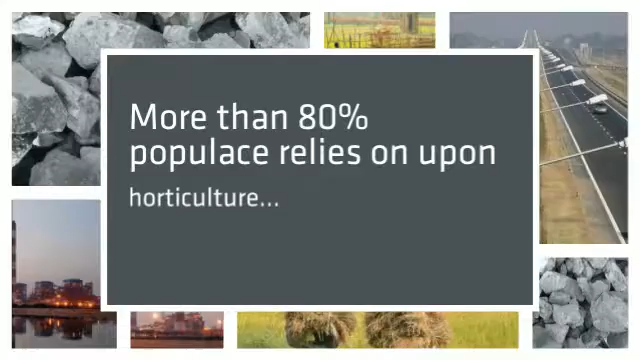 More than 80%
populace relies on upon
horticulture...